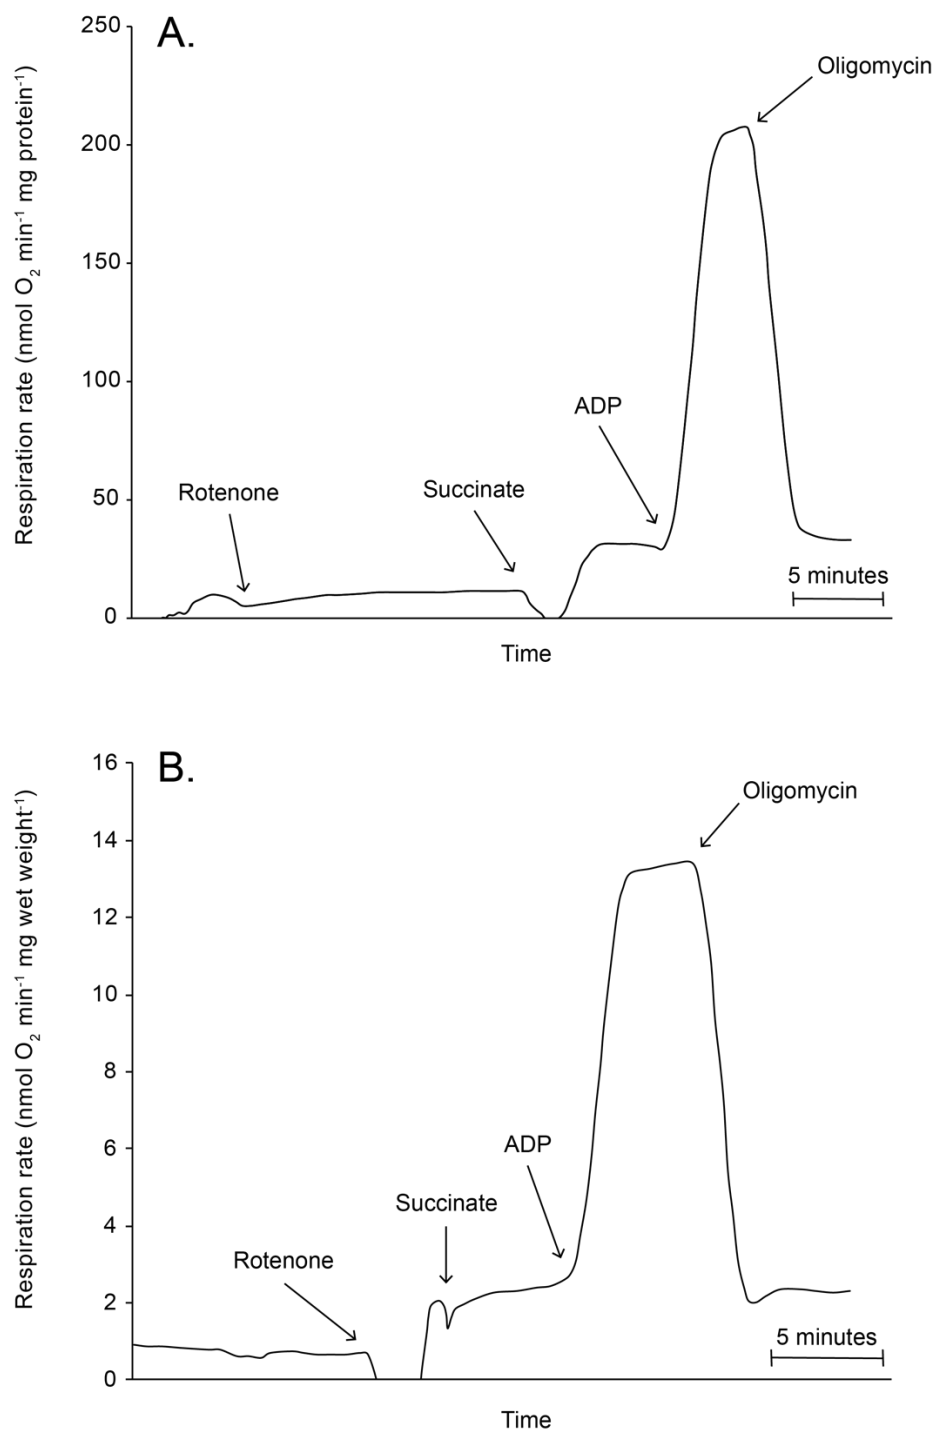 A.
Respiration rate (nmol O₂ min⁻¹ mg protein⁻¹)
250
200
150
100
50
0
Rotenone
Succinate
ADP
Oligomycin
5 minutes
Time
B.
Respiration rate (nmol O₂ min⁻¹ mg wet weight⁻¹)
16
14
12
10
8
6
4
2
0
Rotenone
Succinate
ADP
Oligomycin
5 minutes
Time